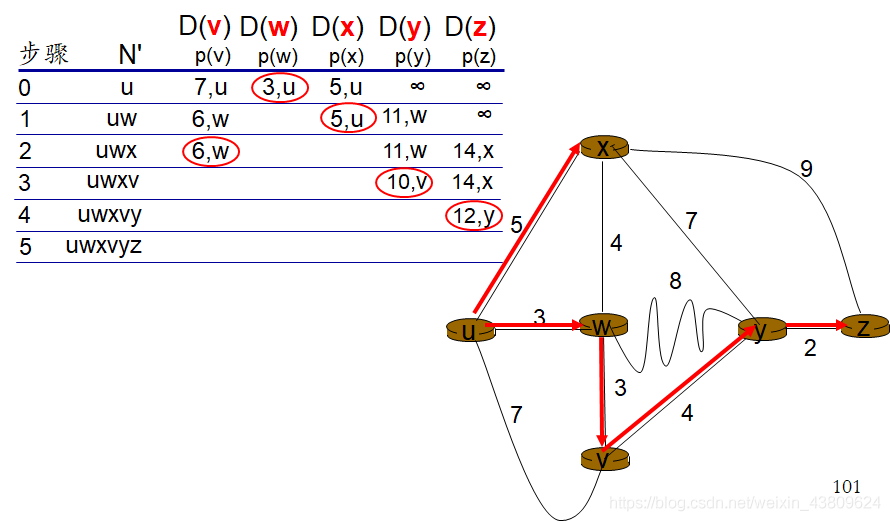 D(v) D(w) D(x) D(y) D(z)
步骤 N' p(v) p(w) p(x) p(y) p(z)
0 u 7,u 3,u 5,u ∞ ∞
1 uw 6,w 5,u 11,w ∞
2 uwx 6,w 11,w 14,x
3 uwxv 10,v 14,x
4 uwxvy 12,y
5 uwxvyz
x
9
5
7
4
8
u
3
w
y
z
2
3
7
4
v
101
https://blog.csdn.net/weixin_43809624